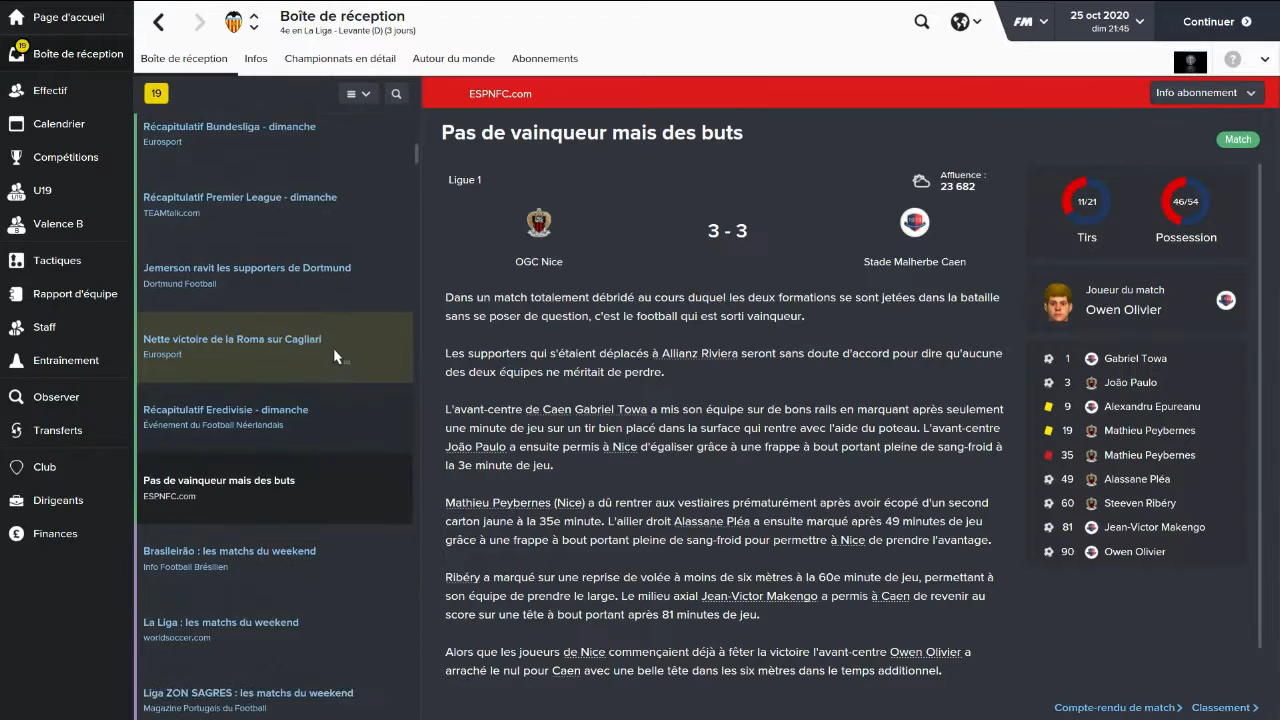 Page d'accueil
19
Boîte de réception
Effectif
Calendrier
Compétitions
U19
Valence B
Tactiques
Rapport d'équipe
Staff
Entraînement
Observer
Transferts
Club
Dirigeants
Finances
Boîte de réception
4e en La Liga - Levante (D) (3 jours)
FM
25 oct 2020
dim 21:45
Continuer
Boîte de réception
Infos
Championnats en détail
Autour du monde
Abonnements
?
19
Récapitulatif Bundesliga - dimanche
Eurosport
Récapitulatif Premier League - dimanche
TEAMtalk.com
Jemerson ravit les supporters de Dortmund
Dortmund Football
Nette victoire de la Roma sur Cagliari
Eurosport
Récapitulatif Eredivisie - dimanche
Événement du Football Néerlandais
Pas de vainqueur mais des buts
ESPNFC.com
Brasileirão : les matchs du weekend
Info Football Brésilien
La Liga : les matchs du weekend
worldsoccer.com
Liga ZON SAGRES : les matchs du weekend
Magazine Portugais du Football
ESPNFC.com
Info abonnement
Pas de vainqueur mais des buts
Match
Ligue 1
Affluence :
23 682
OGC Nice
3 - 3
Stade Malherbe Caen
Dans un match totalement débridé au cours duquel les deux formations se sont jetées dans la bataille
sans se poser de question, c'est le football qui est sorti vainqueur.
Les supporters qui s'étaient déplacés à Allianz Riviera seront sans doute d'accord pour dire qu'aucune
des deux équipes ne méritait de perdre.
L'avant-centre de Caen Gabriel Towa a mis son équipe sur de bons rails en marquant après seulement
une minute de jeu sur un tir bien placé dans la surface qui rentre avec l'aide du poteau. L'avant-centre
João Paulo a ensuite permis à Nice d'égaliser grâce à une frappe à bout portant pleine de sang-froid à
la 3e minute de jeu.
Mathieu Peybernes (Nice) a dû rentrer aux vestiaires prématurément après avoir écopé d'un second
carton jaune à la 35e minute. L'ailier droit Alassane Pléa a ensuite marqué après 49 minutes de jeu
grâce à une frappe à bout portant pleine de sang-froid pour permettre à Nice de prendre l'avantage.
Ribéry a marqué sur une reprise de volée à moins de six mètres à la 60e minute de jeu, permettant à
son équipe de prendre le large. Le milieu axial Jean-Victor Makengo a permis à Caen de revenir au
score sur une tête à bout portant après 81 minutes de jeu.
Alors que les joueurs de Nice commençaient déjà à fêter la victoire l'avant-centre Owen Olivier a
arraché le nul pour Caen avec une belle tête dans les six mètres dans le temps additionnel.
11/21
Tirs
46/54
Possession
Joueur du match
Owen Olivier
1 Gabriel Towa
3 João Paulo
9 Alexandru Epureanu
19 Mathieu Peybernes
35 Mathieu Peybernes
49 Alassane Pléa
60 Steeven Ribéry
81 Jean-Victor Makengo
90 Owen Olivier
Compte-rendu de match
Classement